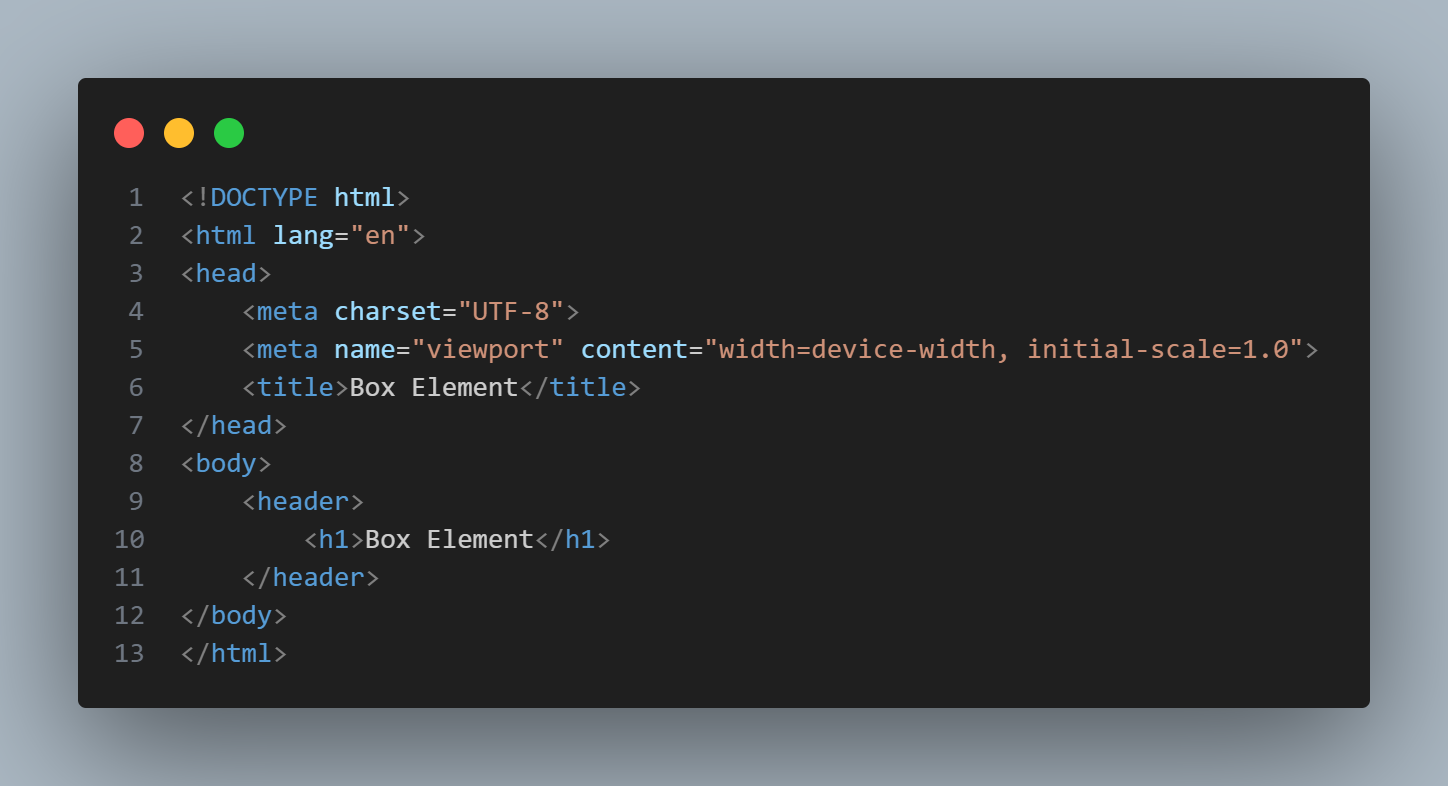 1 <!DOCTYPE html>
2 <html lang="en">
3 <head>
4     <meta charset="UTF-8">
5     <meta name="viewport" content="width=device-width, initial-scale=1.0">
6     <title>Box Element</title>
7 </head>
8 <body>
9     <header>
10         <h1>Box Element</h1>
11     </header>
12 </body>
13 </html>